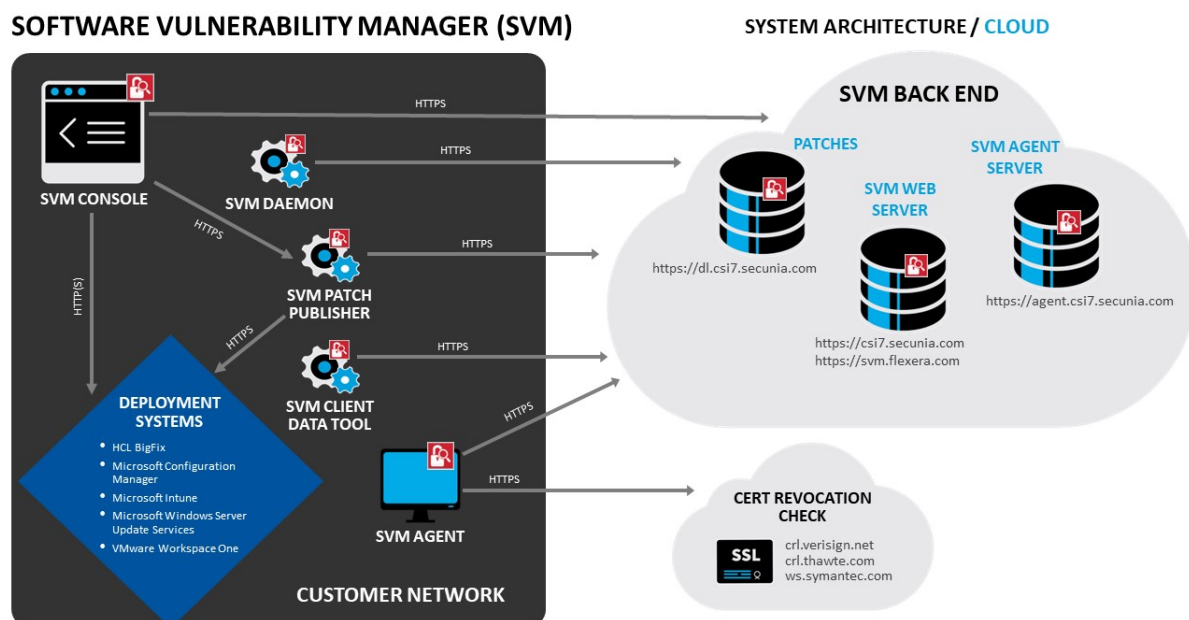 SOFTWARE VULNERABILITY MANAGER (SVM)
SYSTEM ARCHITECTURE / CLOUD
SVM CONSOLE
HTTPS
SVM DAEMON
HTTPS
HTTPS
SVM PATCH
PUBLISHER
HTTPS
HTTP(S)
HTTPS
SVM CLIENT
DATA TOOL
HTTPS
DEPLOYMENT
SYSTEMS
• HCL BigFix
• Microsoft Configuration
Manager
• Microsoft Intune
• Microsoft Windows Server
Update Services
• VMware Workspace One
SVM AGENT
HTTPS
HTTPS
CUSTOMER NETWORK
SVM BACK END
PATCHES
https://dl.csi7.secunia.com
SVM WEB
SERVER
https://csi7.secunia.com
https://svm.flexera.com
SVM AGENT
SERVER
https://agent.csi7.secunia.com
CERT REVOCATION
CHECK
SSL
crl.verisign.net
crl.thawte.com
ws.symantec.com